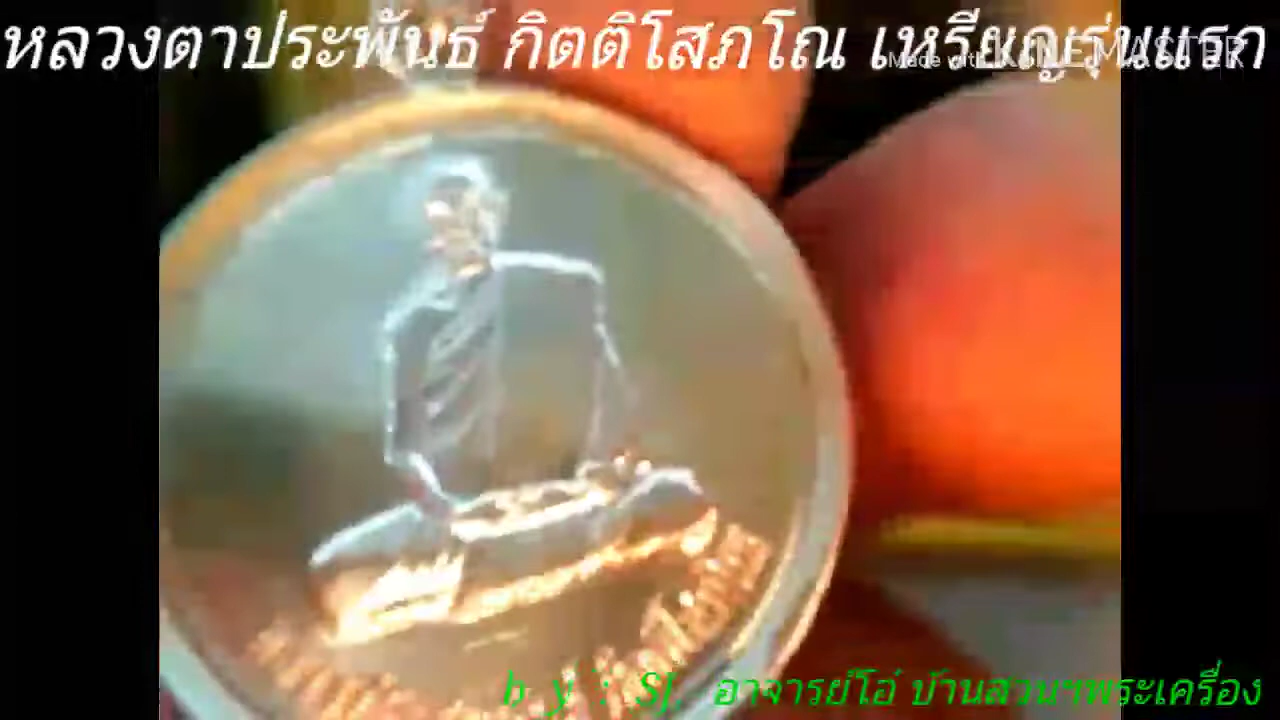 หลวงตาประพันธ์ กิตติโสภโณ เหรียญรุ่นแรก
Made with KINEMASTER
b y : SJ. อาจารย์โอ๋ บ้านสวนฯพระเครื่อง